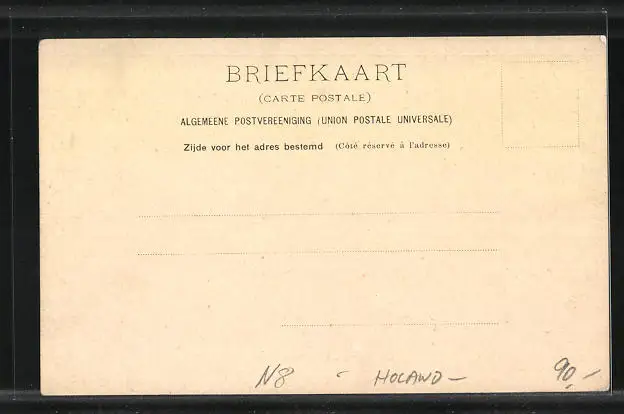 BRIEFKAART
(CARTE POSTALE)
ALGEMEENE POSTVEREENIGING (UNION POSTALE UNIVERSALE)
Zijde voor het adres bestemd (Côté réservé à l'adresse)
N8 - HOLAND - 90,-